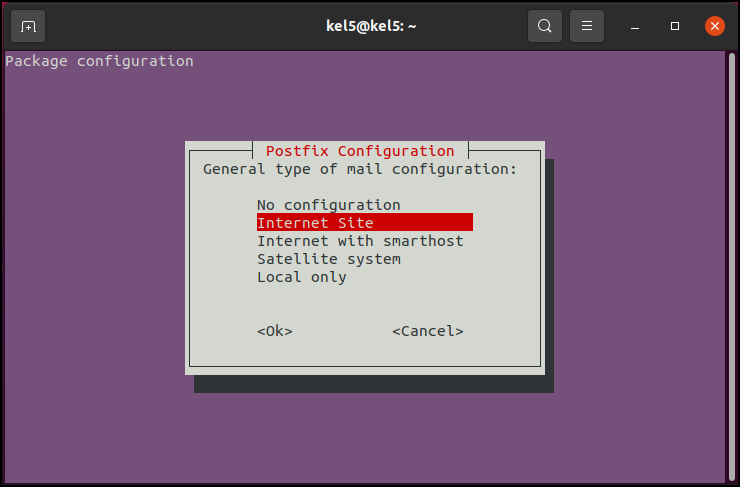 kel5@kel5: ~
Package configuration
Postfix Configuration
General type of mail configuration:
No configuration
Internet Site
Internet with smarthost
Satellite system
Local only
<Ok> <Cancel>